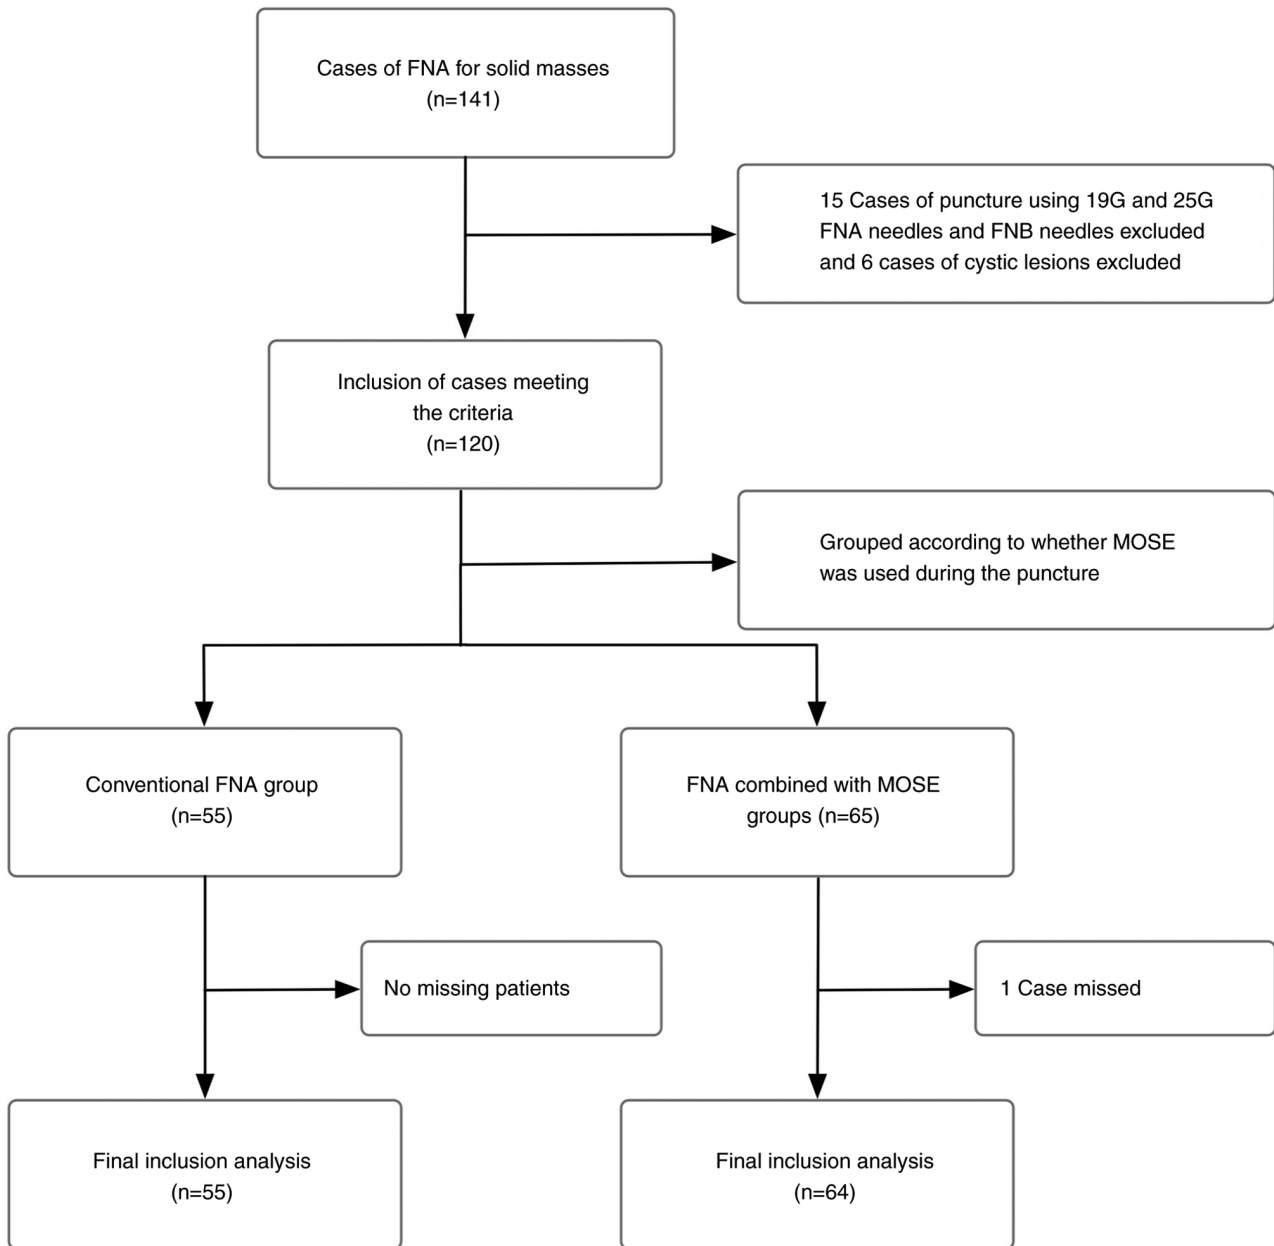 Cases of FNA for solid masses
(n=141)
15 Cases of puncture using 19G and 25G
FNA needles and FNB needles excluded
and 6 cases of cystic lesions excluded
Inclusion of cases meeting
the criteria
(n=120)
Grouped according to whether MOSE
was used during the puncture
Conventional FNA group
(n=55)
FNA combined with MOSE
groups (n=65)
No missing patients
1 Case missed
Final inclusion analysis
(n=55)
Final inclusion analysis
(n=64)